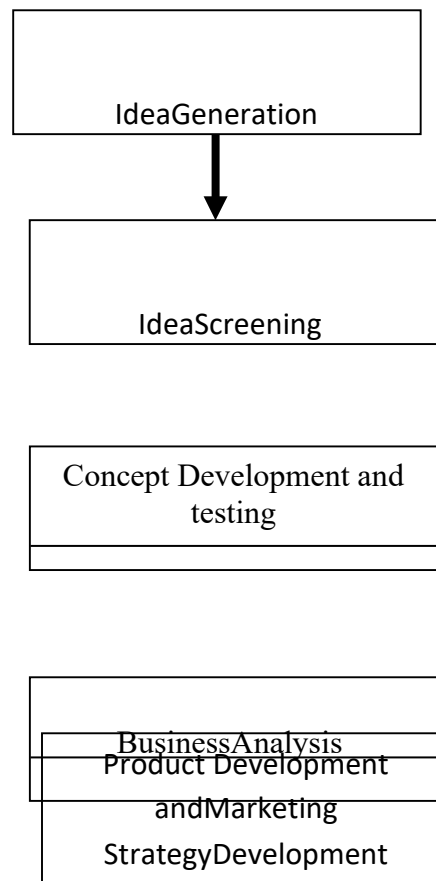 IdeaGeneration
IdeaScreening
Concept Development and
testing
BusinessAnalysis
Product Development
andMarketing
StrategyDevelopment